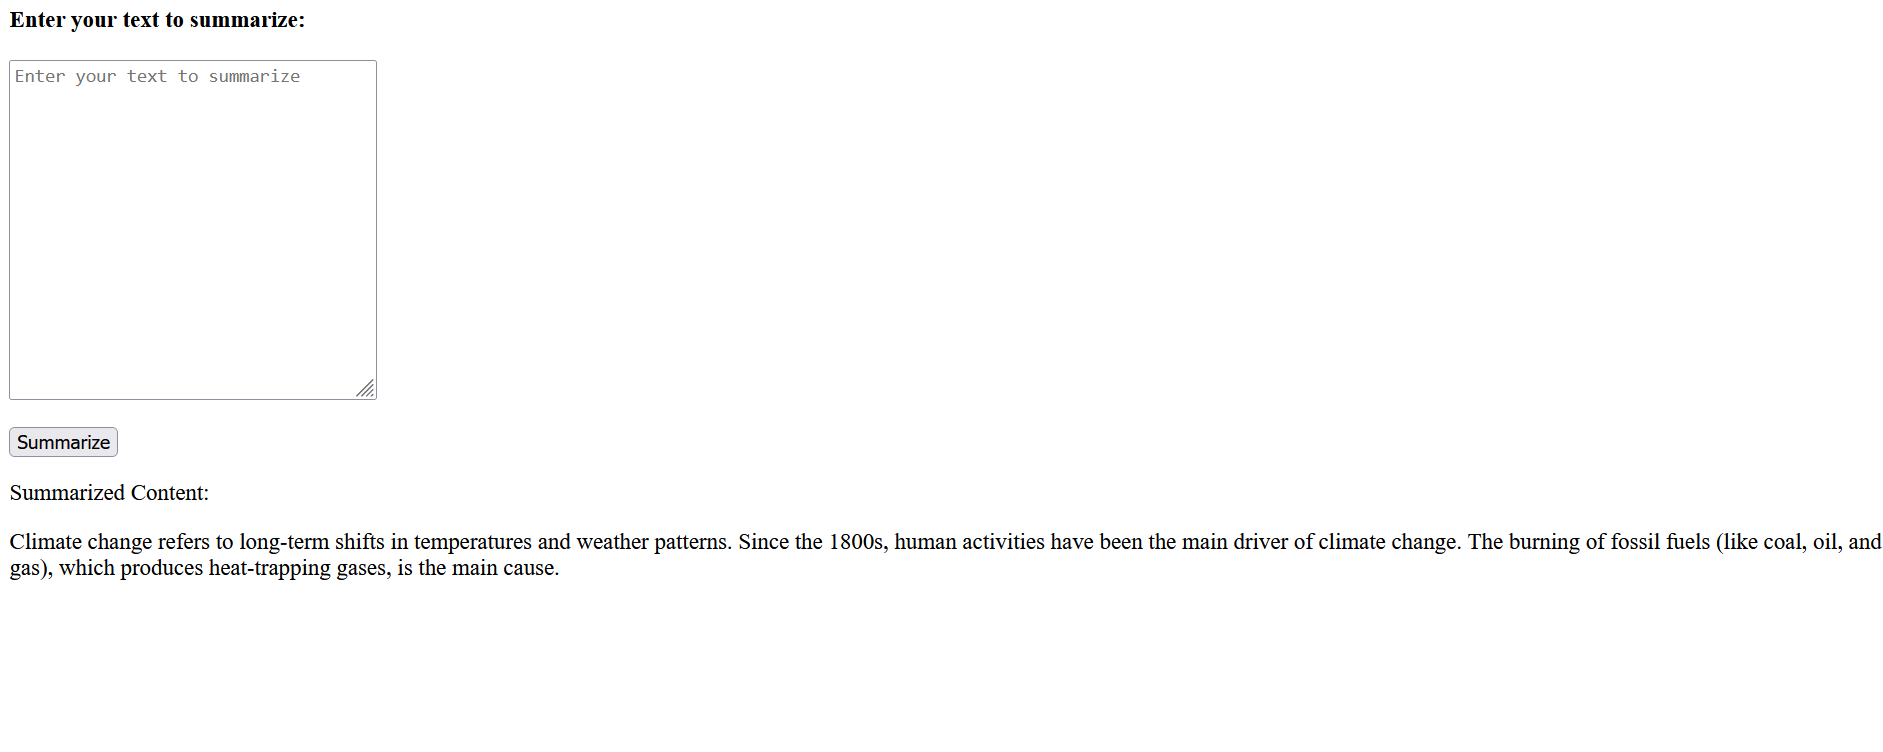 Enter your text to summarize:
Enter your text to summarize
Summarize
Summarized Content:
Climate change refers to long-term shifts in temperatures and weather patterns. Since the 1800s, human activities have been the main driver of climate change. The burning of fossil fuels (like coal, oil, and
gas), which produces heat-trapping gases, is the main cause.